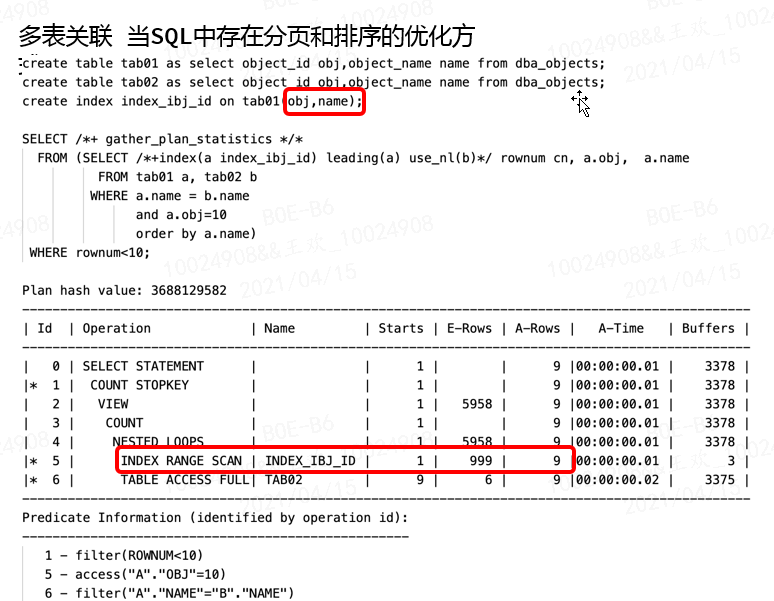 多表关联 当SQL中存在分页和排序的优化方
create table tab01 as select object_id obj,object_name name from dba_objects;
create table tab02 as select object_id obj,object_name name from dba_objects;
create index index_ibj_id on tab01(obj,name);
SELECT /*+ gather_plan_statistics */*
FROM (SELECT /*+index(a index_ibj_id) leading(a) use_nl(b)*/ rownum cn, a.obj,  a.name
FROM tab01 a, tab02 b
WHERE a.name = b.name
and a.obj=10
order by a.name)
WHERE rownum<10;
Plan hash value: 3688129582
| Id  | Operation             | Name         | Starts | E-Rows | A-Rows |   A-Time   | Buffers |
|   0 | SELECT STATEMENT      |              |      1 |        |      9 |00:00:00.01 |    3378 |
|*  1 |  COUNT STOPKEY        |              |      1 |        |      9 |00:00:00.01 |    3378 |
|   2 |   VIEW                |              |      1 |   5958 |      9 |00:00:00.01 |    3378 |
|   3 |    COUNT              |              |      1 |        |      9 |00:00:00.01 |    3378 |
|   4 |     NESTED LOOPS      |              |      1 |   5958 |      9 |00:00:00.01 |    3378 |
|*  5 |      INDEX RANGE SCAN | INDEX_IBJ_ID |      1 |    999 |      9 |00:00:00.01 |       3 |
|*  6 |      TABLE ACCESS FULL| TAB02        |      9 |      6 |      9 |00:00:00.02 |    3375 |
Predicate Information (identified by operation id):
1 - filter(ROWNUM<10)
5 - access("A"."OBJ"=10)
6 - filter("A"."NAME"="B"."NAME")
BOE-B6
10024908&&王欢_10024908
2021/04/15